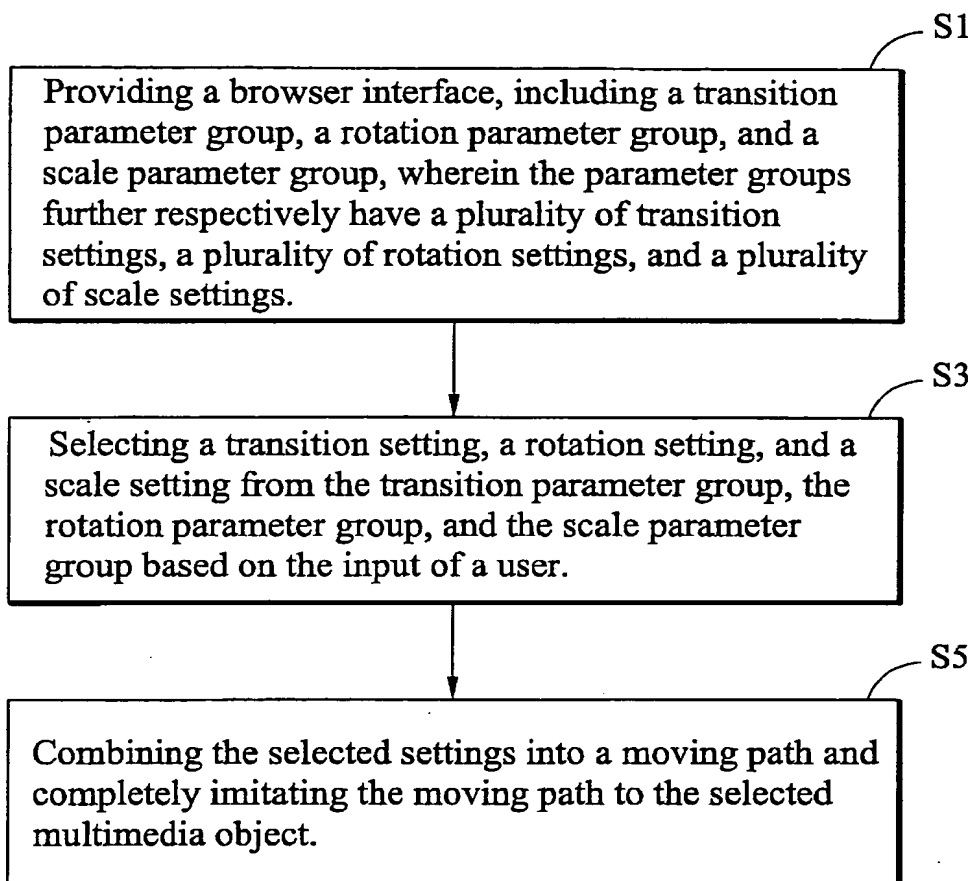 S1
Providing a browser interface, including a transition
parameter group, a rotation parameter group, and a
scale parameter group, wherein the parameter groups
further respectively have a plurality of transition
settings, a plurality of rotation settings, and a plurality
of scale settings.
S3
Selecting a transition setting, a rotation setting, and a
scale setting from the transition parameter group, the
rotation parameter group, and the scale parameter
group based on the input of a user.
S5
Combining the selected settings into a moving path and
completely imitating the moving path to the selected
multimedia object.